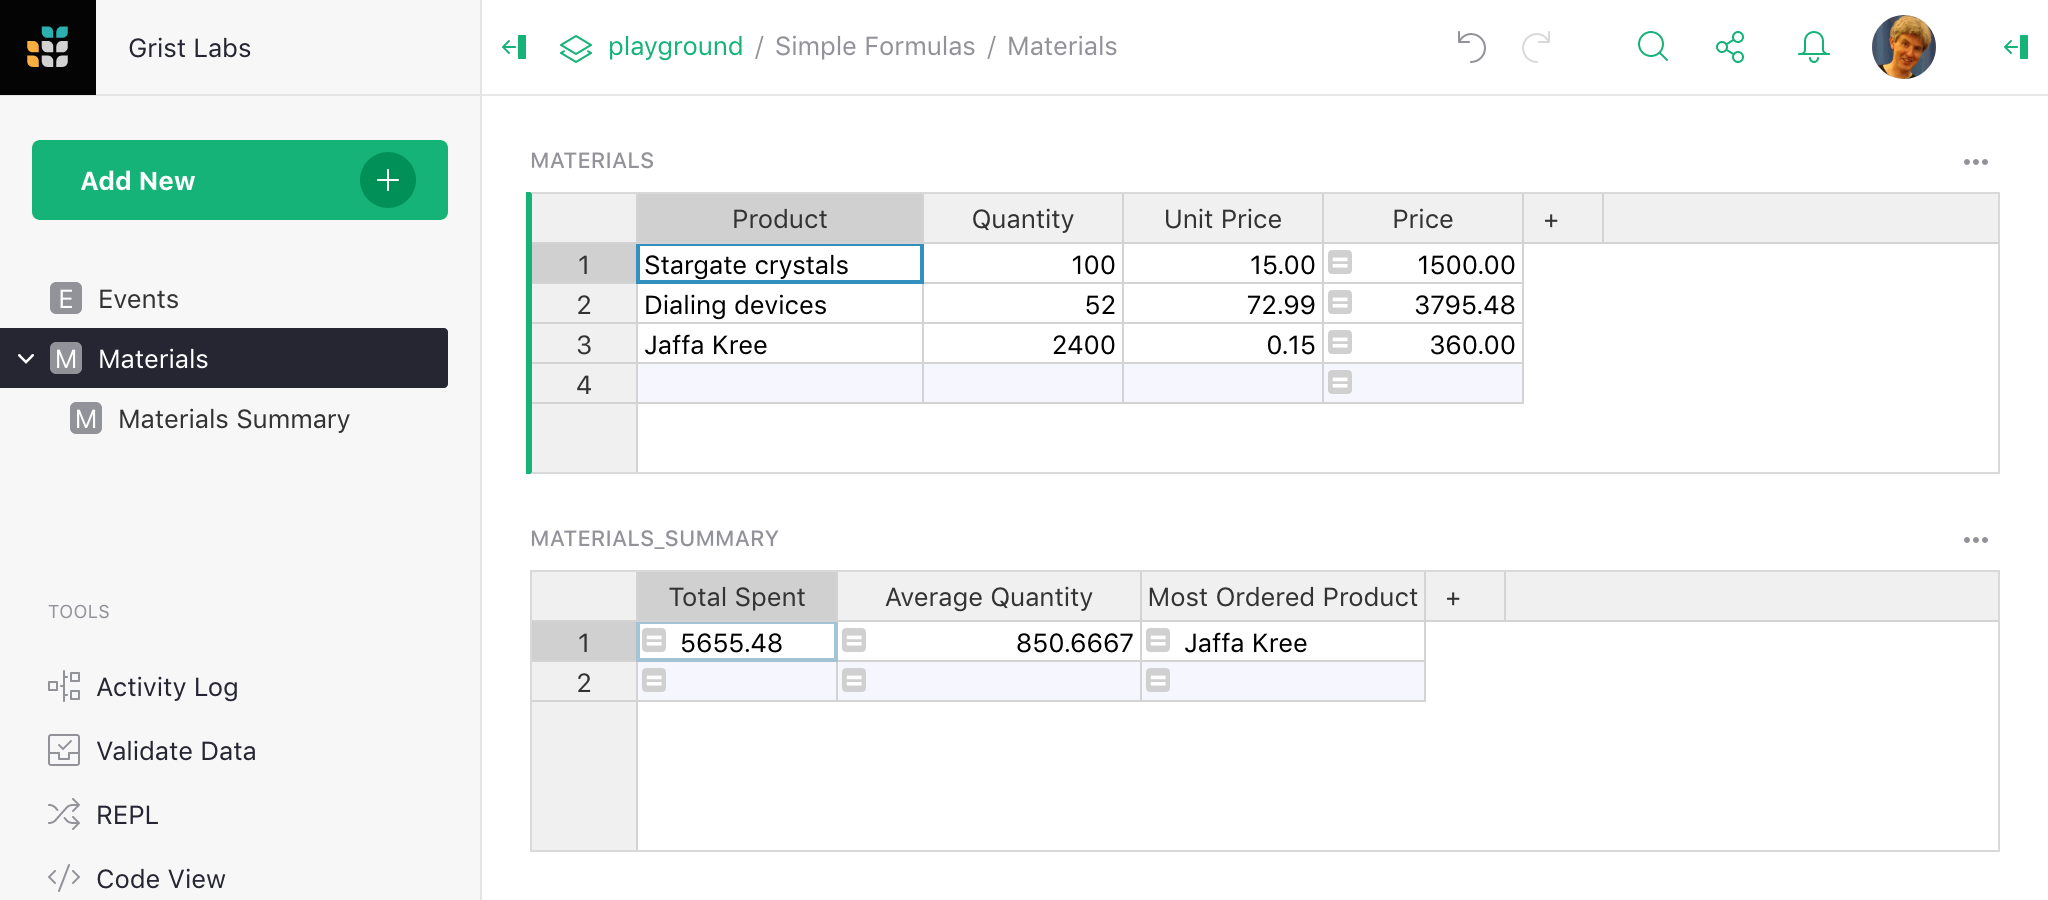 Grist Labs
playground / Simple Formulas / Materials
Add New
E Events
M Materials
M Materials Summary
TOOLS
Activity Log
Validate Data
REPL
</> Code View
MATERIALS
Product Quantity Unit Price Price +
1 Stargate crystals 100 15.00 = 1500.00
2 Dialing devices 52 72.99 = 3795.48
3 Jaffa Kree 2400 0.15 = 360.00
4 =
MATERIALS_SUMMARY
Total Spent Average Quantity Most Ordered Product +
1 = 5655.48 = 850.6667 = Jaffa Kree
2 = = =